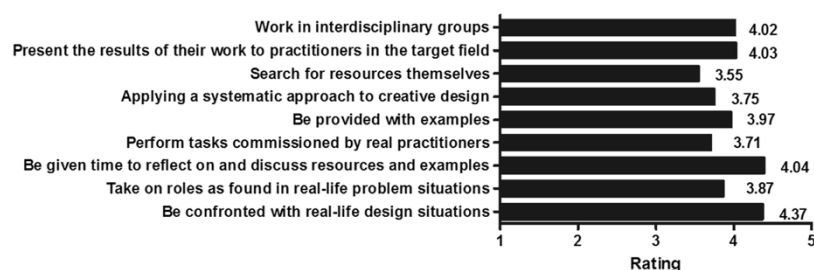 Work in interdisciplinary groups 4.02
Present the results of their work to practitioners in the target field 4.03
Search for resources themselves 3.55
Applying a systematic approach to creative design 3.75
Be provided with examples 3.97
Perform tasks commissioned by real practitioners 3.71
Be given time to reflect on and discuss resources and examples 4.04
Take on roles as found in real-life problem situations 3.87
Be confronted with real-life design situations 4.37
1 2 3 4 5
Rating